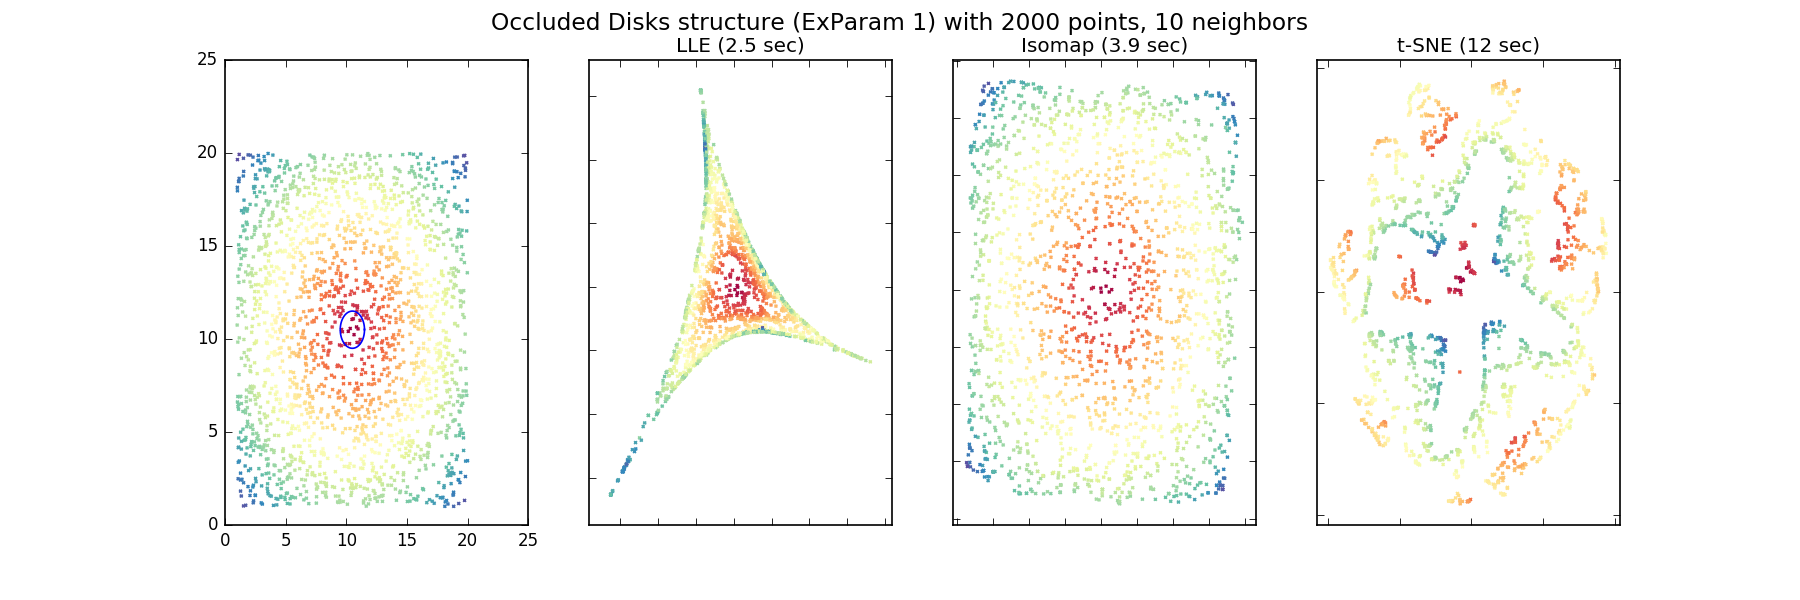 Occluded Disks structure (ExParam 1) with 2000 points, 10 neighbors
LLE (2.5 sec)
Isomap (3.9 sec)
t-SNE (12 sec)
25
20
15
10
5
0
0 5 10 15 20 25